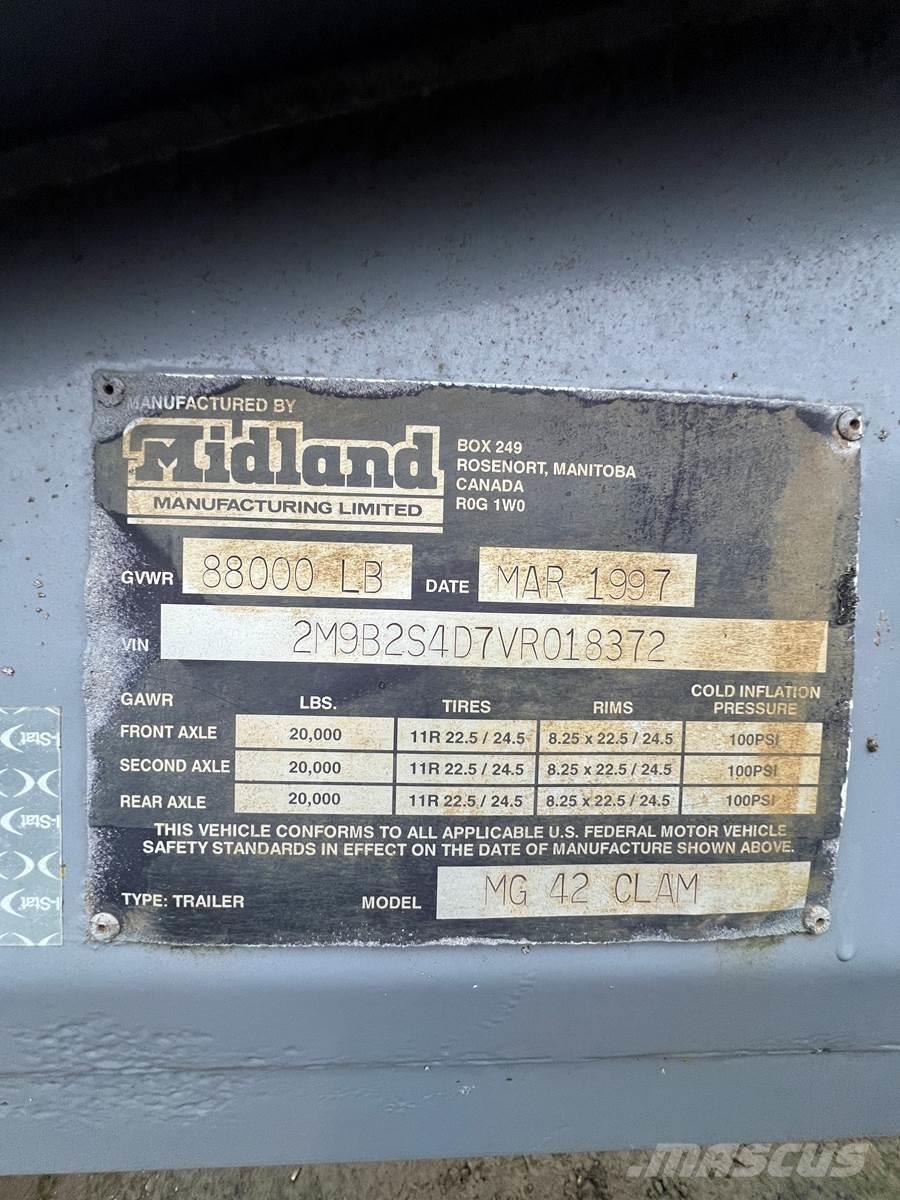 MANUFACTURED BY
Midland
MANUFACTURING LIMITED
BOX 249
ROSENORT, MANITOBA
CANADA
R0G 1W0
GVWR 88000 LB DATE MAR 1997
VIN 2M9B2S4D7VR018372
GAWR LBS. TIRES RIMS COLD INFLATION PRESSURE
FRONT AXLE 20,000 11R 22.5 / 24.5 8.25 x 22.5 / 24.5 100PSI
SECOND AXLE 20,000 11R 22.5 / 24.5 8.25 x 22.5 / 24.5 100PSI
REAR AXLE 20,000 11R 22.5 / 24.5 8.25 x 22.5 / 24.5 100PSI
THIS VEHICLE CONFORMS TO ALL APPLICABLE U.S. FEDERAL MOTOR VEHICLE
SAFETY STANDARDS IN EFFECT ON THE DATE OF MANUFACTURE SHOWN ABOVE.
TYPE: TRAILER MODEL MG 42 CLAM
I-Stat
I-Stat
I-Stat
MASCUS